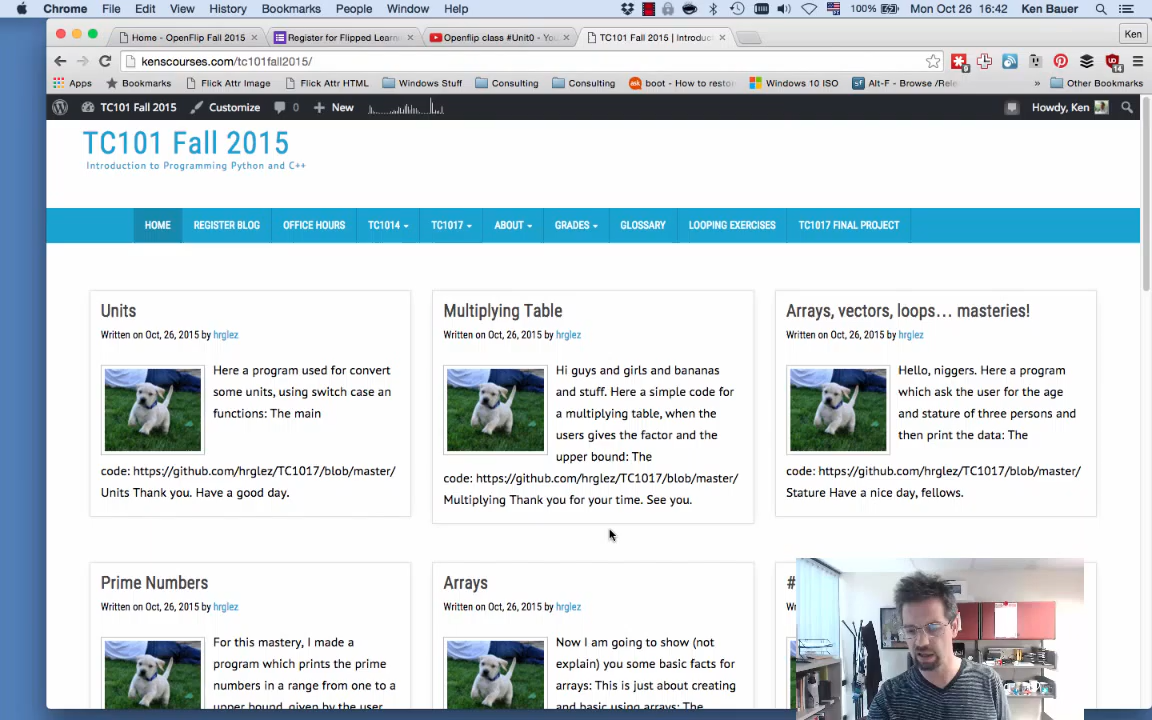 Chrome File Edit View History Bookmarks People Window Help 100% Mon Oct 26 16:42 Ken Bauer
Home - OpenFlip Fall 2015 Register for Flipped Learn Openflip class #Unit0 - You TC101 Fall 2015 | Introduc Ken
kenscourses.com/tc101fall2015/
Apps Bookmarks Flick Attr Image Flick Attr HTML Windows Stuff Consulting Consulting ask boot - How to resto Windows 10 ISO sf Alt-F - Browse /Rele » Other Bookmarks
TC101 Fall 2015 Customize 0 New Howdy, Ken
TC101 Fall 2015
Introduction to Programming Python and C++
HOME REGISTER BLOG OFFICE HOURS TC1014 TC1017 ABOUT GRADES GLOSSARY LOOPING EXERCISES TC1017 FINAL PROJECT
Units
Written on Oct, 26, 2015 by hrglez
Here a program used for convert
some units, using switch case an
functions: The main
code: https://github.com/hrglez/TC1017/blob/master/
Units Thank you. Have a good day.
Multiplying Table
Written on Oct, 26, 2015 by hrglez
Hi guys and girls and bananas
and stuff. Here a simple code for
a multiplying table, when the
users gives the factor and the
upper bound: The
code: https://github.com/hrglez/TC1017/blob/master/
Multiplying Thank you for your time. See you.
Arrays, vectors, loops… masteries!
Written on Oct, 26, 2015 by hrglez
Hello, niggers. Here a program
which ask the user for the age
and stature of three persons and
then print the data: The
code: https://github.com/hrglez/TC1017/blob/master/
Stature Have a nice day, fellows.
Prime Numbers
Written on Oct, 26, 2015 by hrglez
For this mastery, I made a
program which prints the prime
numbers in a range from one to a
upper bound, given by the user.
Arrays
Written on Oct, 26, 2015 by hrglez
Now I am going to show (not
explain) you some basic facts for
arrays: This is just about creating
and basic using arrays: The
#